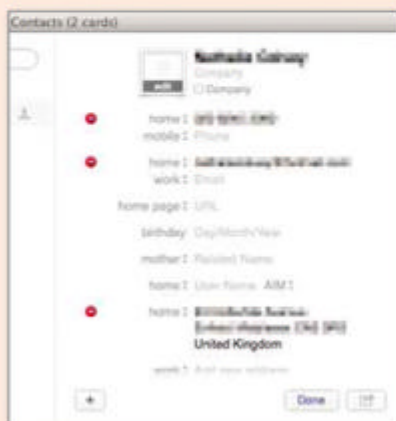 Contacts (2 cards)
Company
edit
Company
home
mobile Phone
home
work Email
home page URL
birthday Day/Month/Year
mother Related Name
home User Name AIM
home
United Kingdom
work Add new address
+
Done